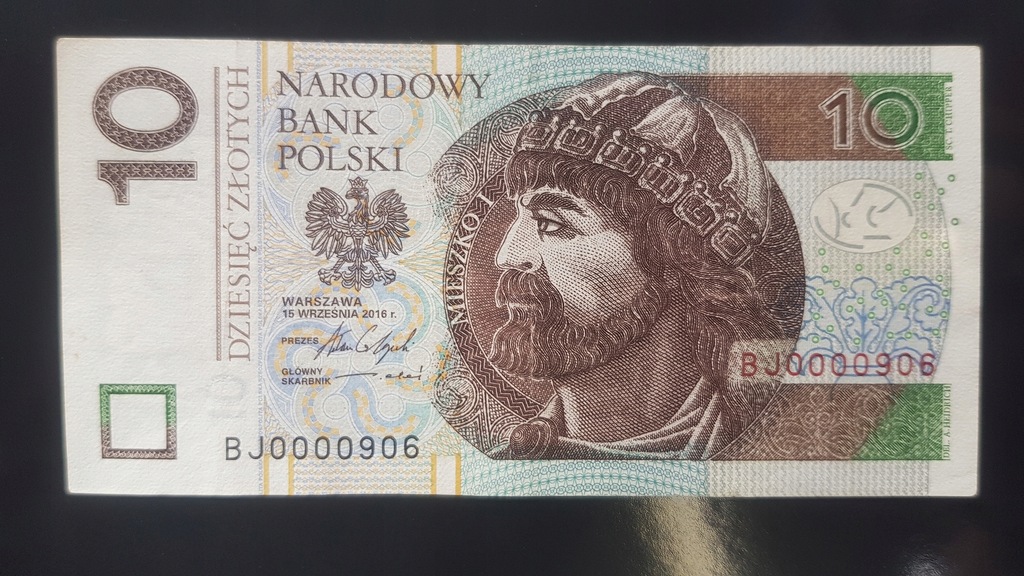 10
DZIESIĘĆ ZŁOTYCH
NARODOWY
BANK
POLSKI
WARSZAWA
15 WRZEŚNIA 2016 r.
PREZES
GŁÓWNY
SKARBNIK
BJ0000906
MIESZKO I
10
BJ0000906